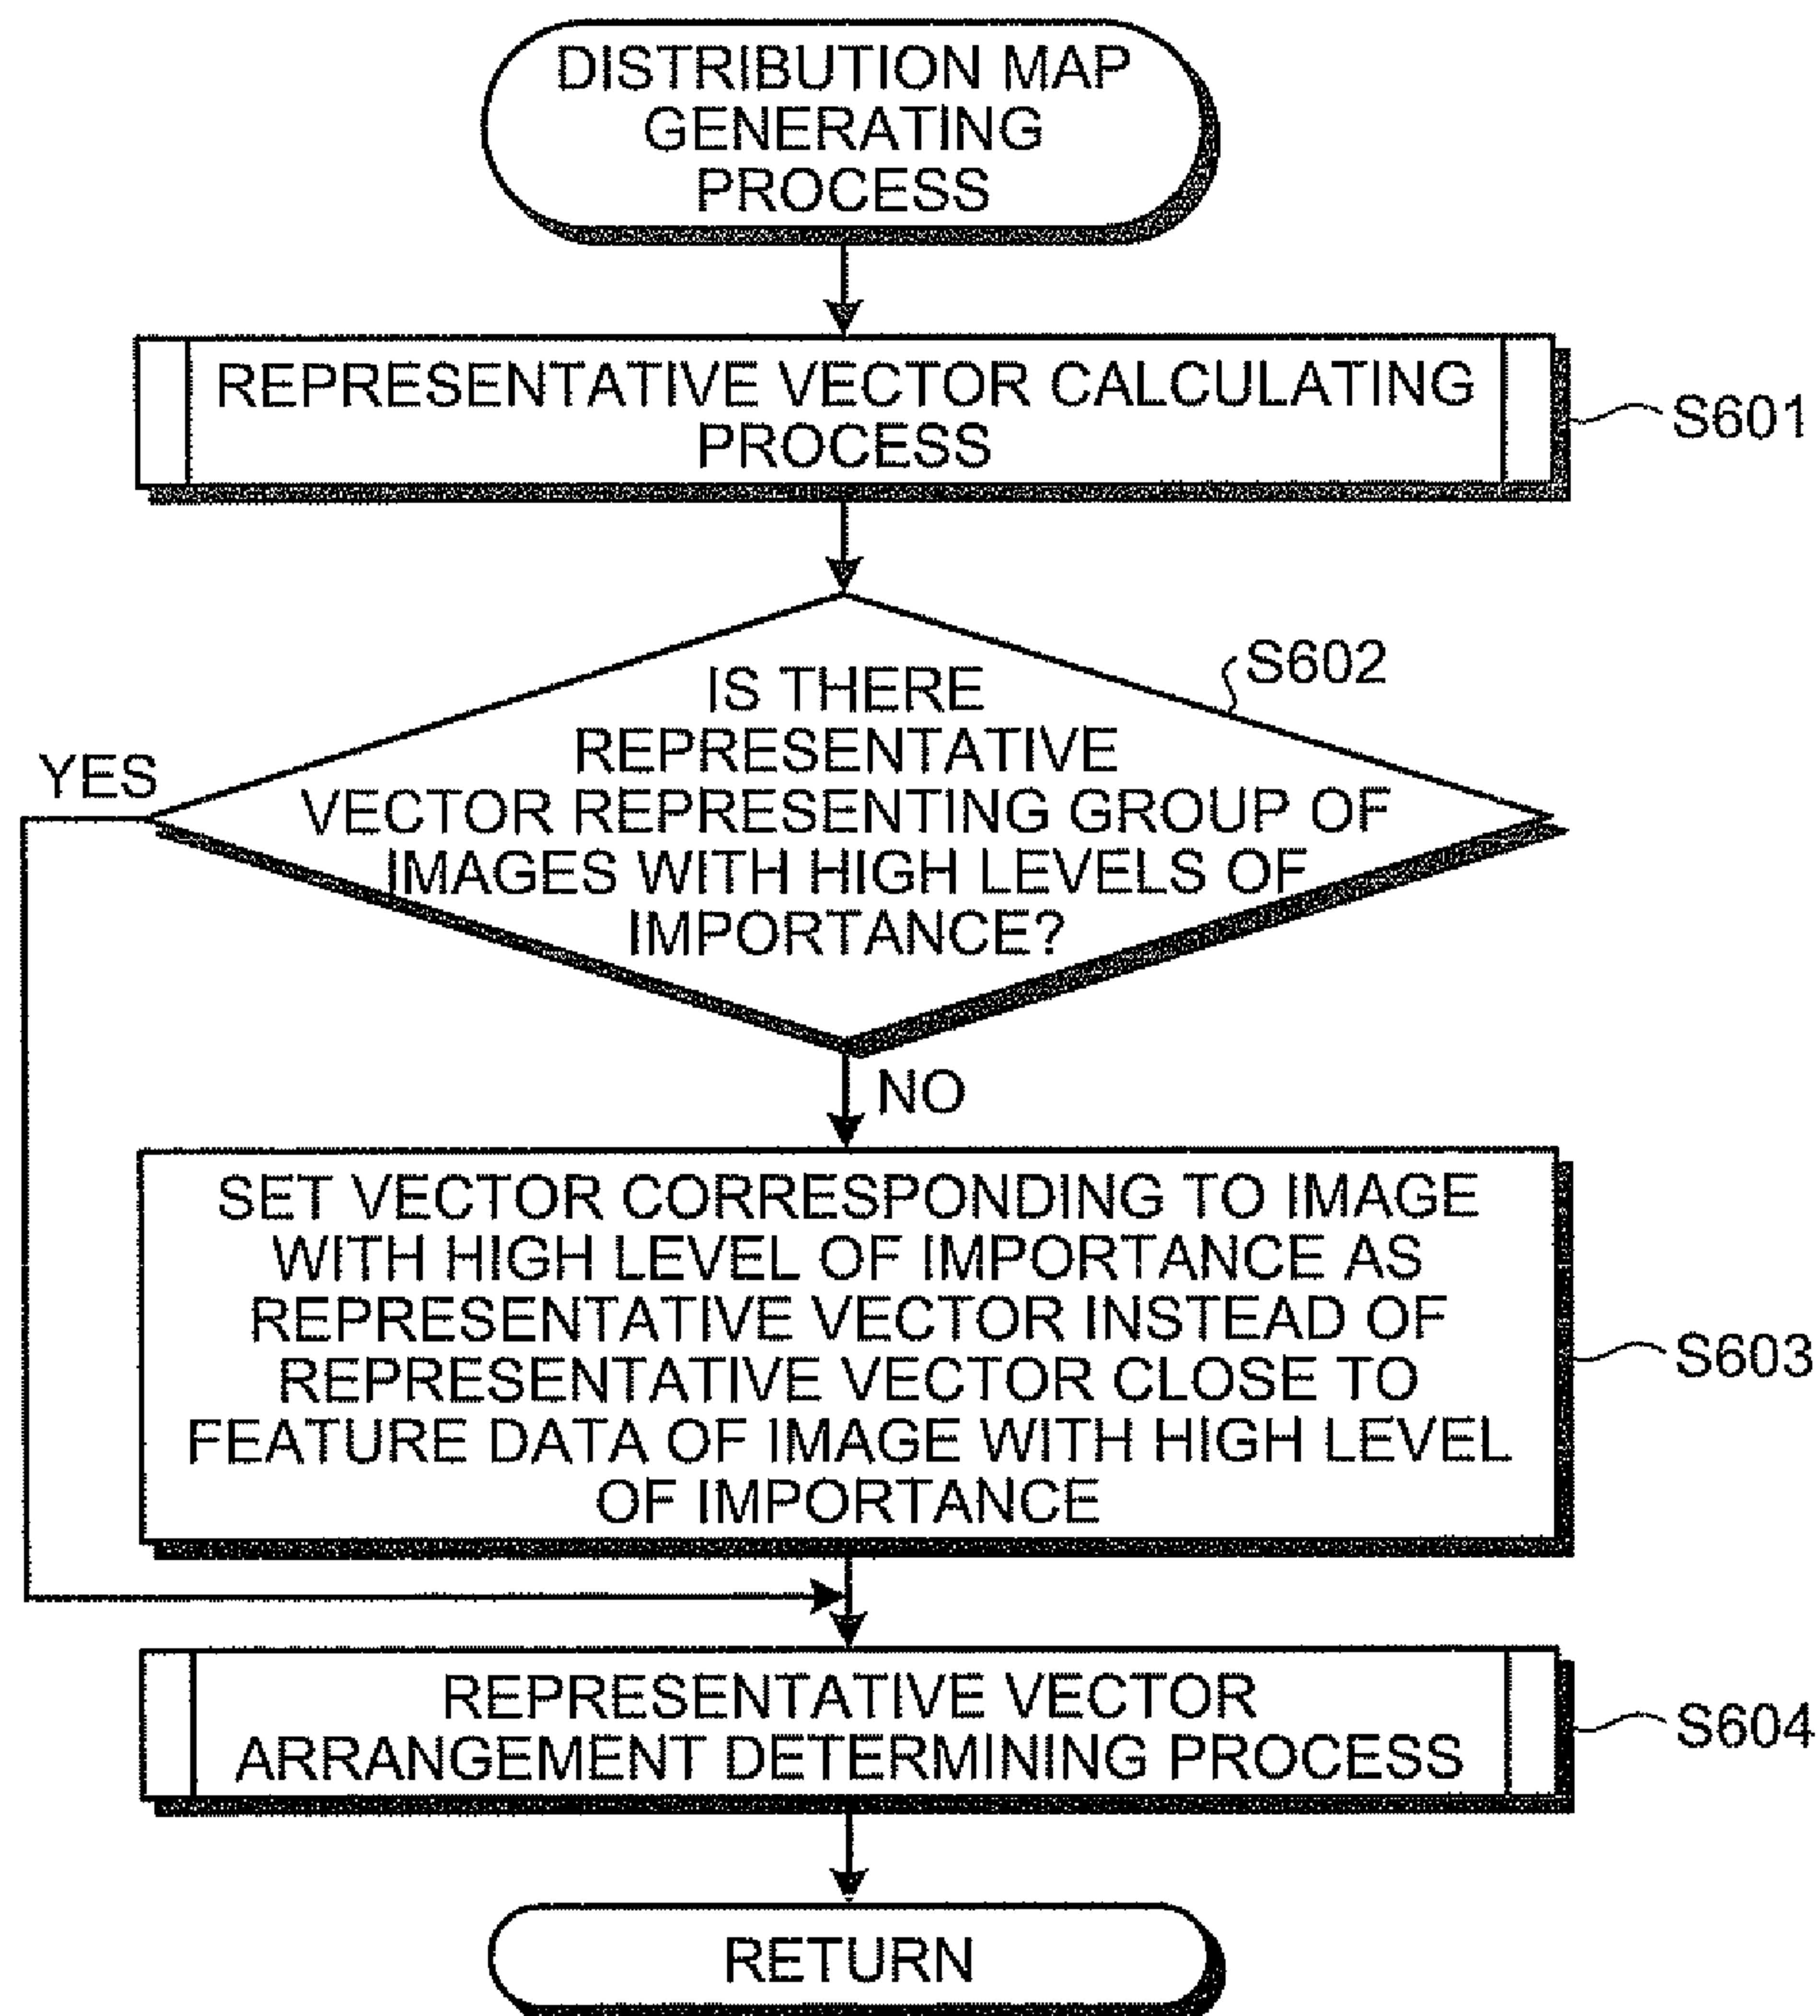 DISTRIBUTION MAP
GENERATING
PROCESS
REPRESENTATIVE VECTOR CALCULATING
PROCESS
S601
S602
IS THERE
REPRESENTATIVE
VECTOR REPRESENTING GROUP OF
IMAGES WITH HIGH LEVELS OF
IMPORTANCE?
YES
NO
SET VECTOR CORRESPONDING TO IMAGE
WITH HIGH LEVEL OF IMPORTANCE AS
REPRESENTATIVE VECTOR INSTEAD OF
REPRESENTATIVE VECTOR CLOSE TO
FEATURE DATA OF IMAGE WITH HIGH LEVEL
OF IMPORTANCE
S603
REPRESENTATIVE VECTOR
ARRANGEMENT DETERMINING PROCESS
S604
RETURN